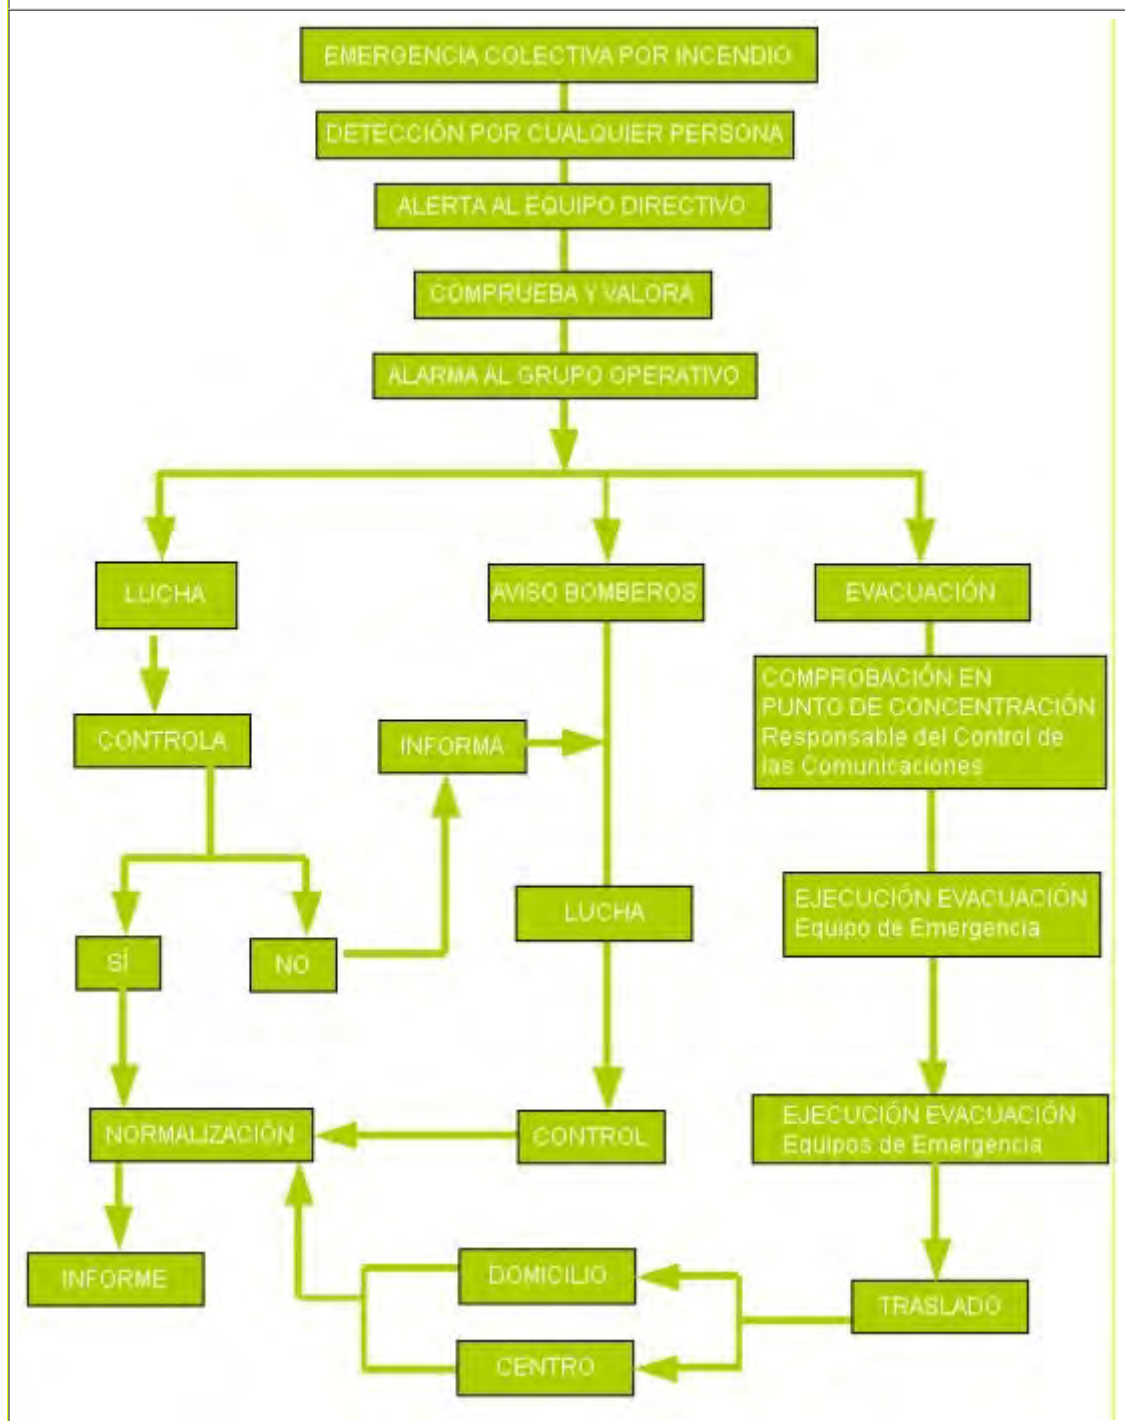 EMERGENCIA COLECTIVA POR INCENDIO
DETECCIÓN POR CUALQUIER PERSONA
ALERTA AL EQUIPO DIRECTIVO
COMPRUEBA Y VALORA
ALARMA AL GRUPO OPERATIVO
LUCHA
AVISO BOMBEROS
EVACUACIÓN
COMPROBACIÓN EN
PUNTO DE CONCENTRACIÓN
Responsable del Control de
las Comunicaciones
CONTROLA
INFORMA
LUCHA
EJECUCIÓN EVACUACIÓN
Equipo de Emergencia
SÍ
NO
NORMALIZACIÓN
CONTROL
EJECUCIÓN EVACUACIÓN
Equipos de Emergencia
INFORME
DOMICILIO
TRASLADO
CENTRO